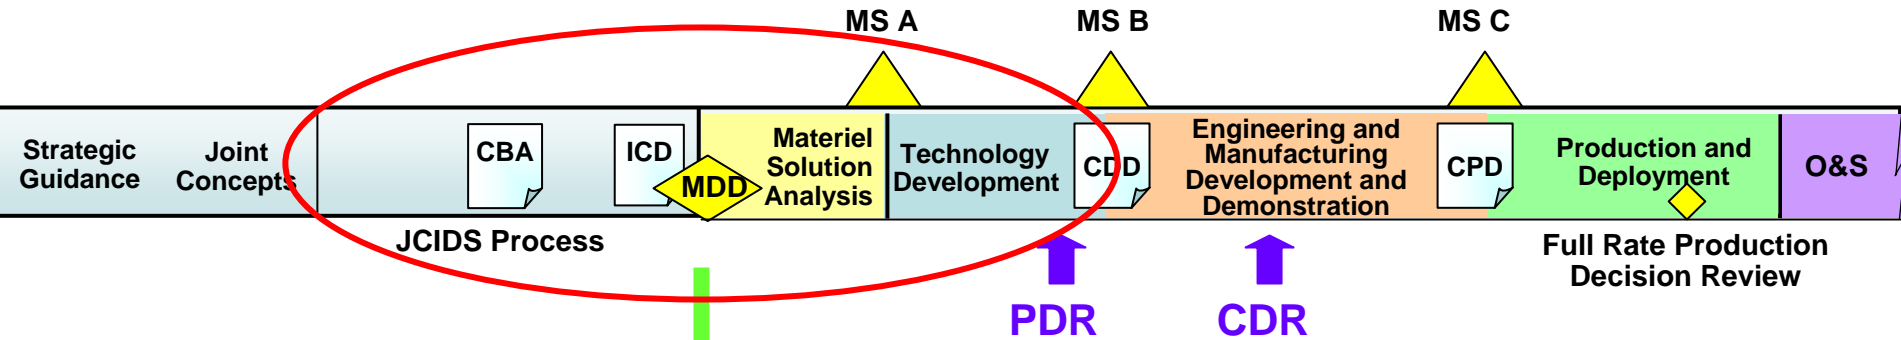 MS A
MS B
MS C
Strategic
Guidance
Joint
Concepts
CBA
ICD
MDD
Materiel
Solution
Analysis
Technology
Development
CDD
Engineering and
Manufacturing
Development and
Demonstration
CPD
Production and
Deployment
O&S
JCIDS Process
PDR
CDR
Full Rate Production
Decision Review